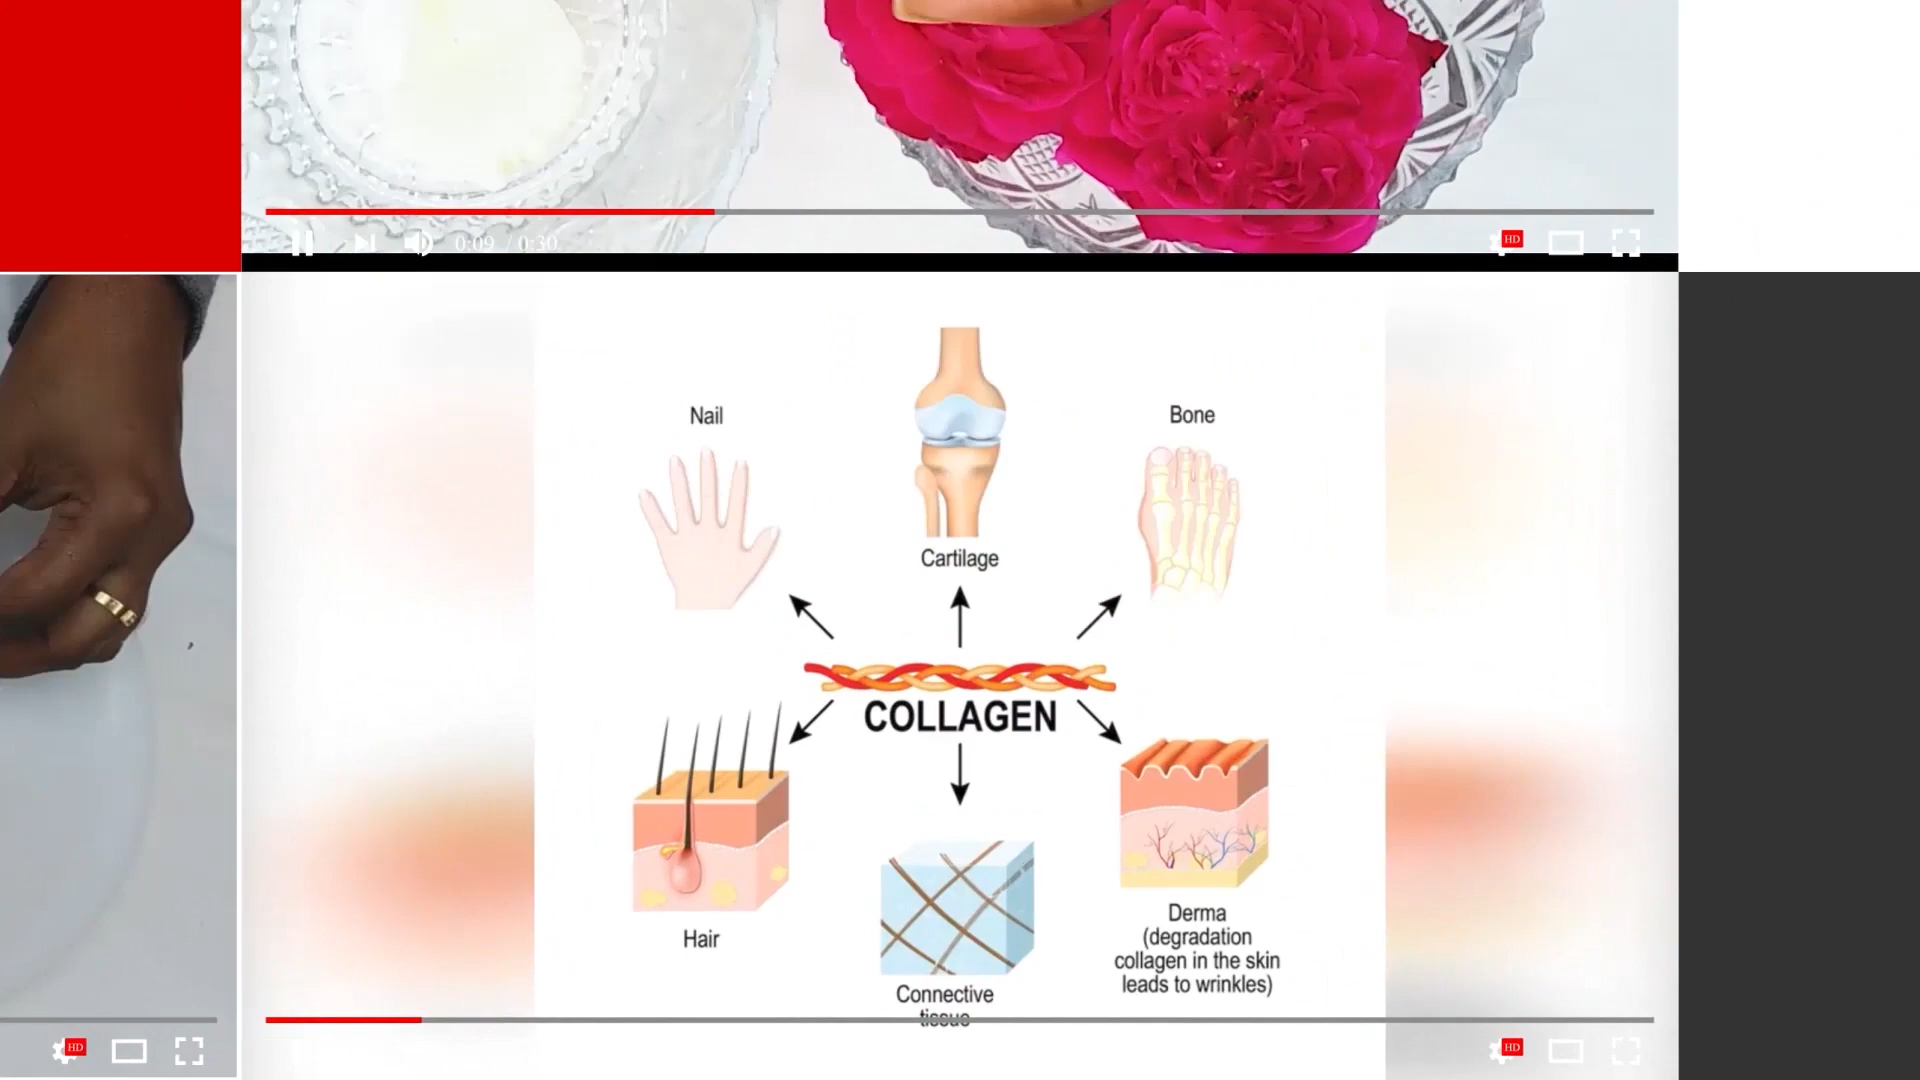 0:09 / 0:30
HD
Nail
Bone
Cartilage
COLLAGEN
Hair
Connective
tissue
Derma
(degradation
collagen in the skin
leads to wrinkles)
HD
HD